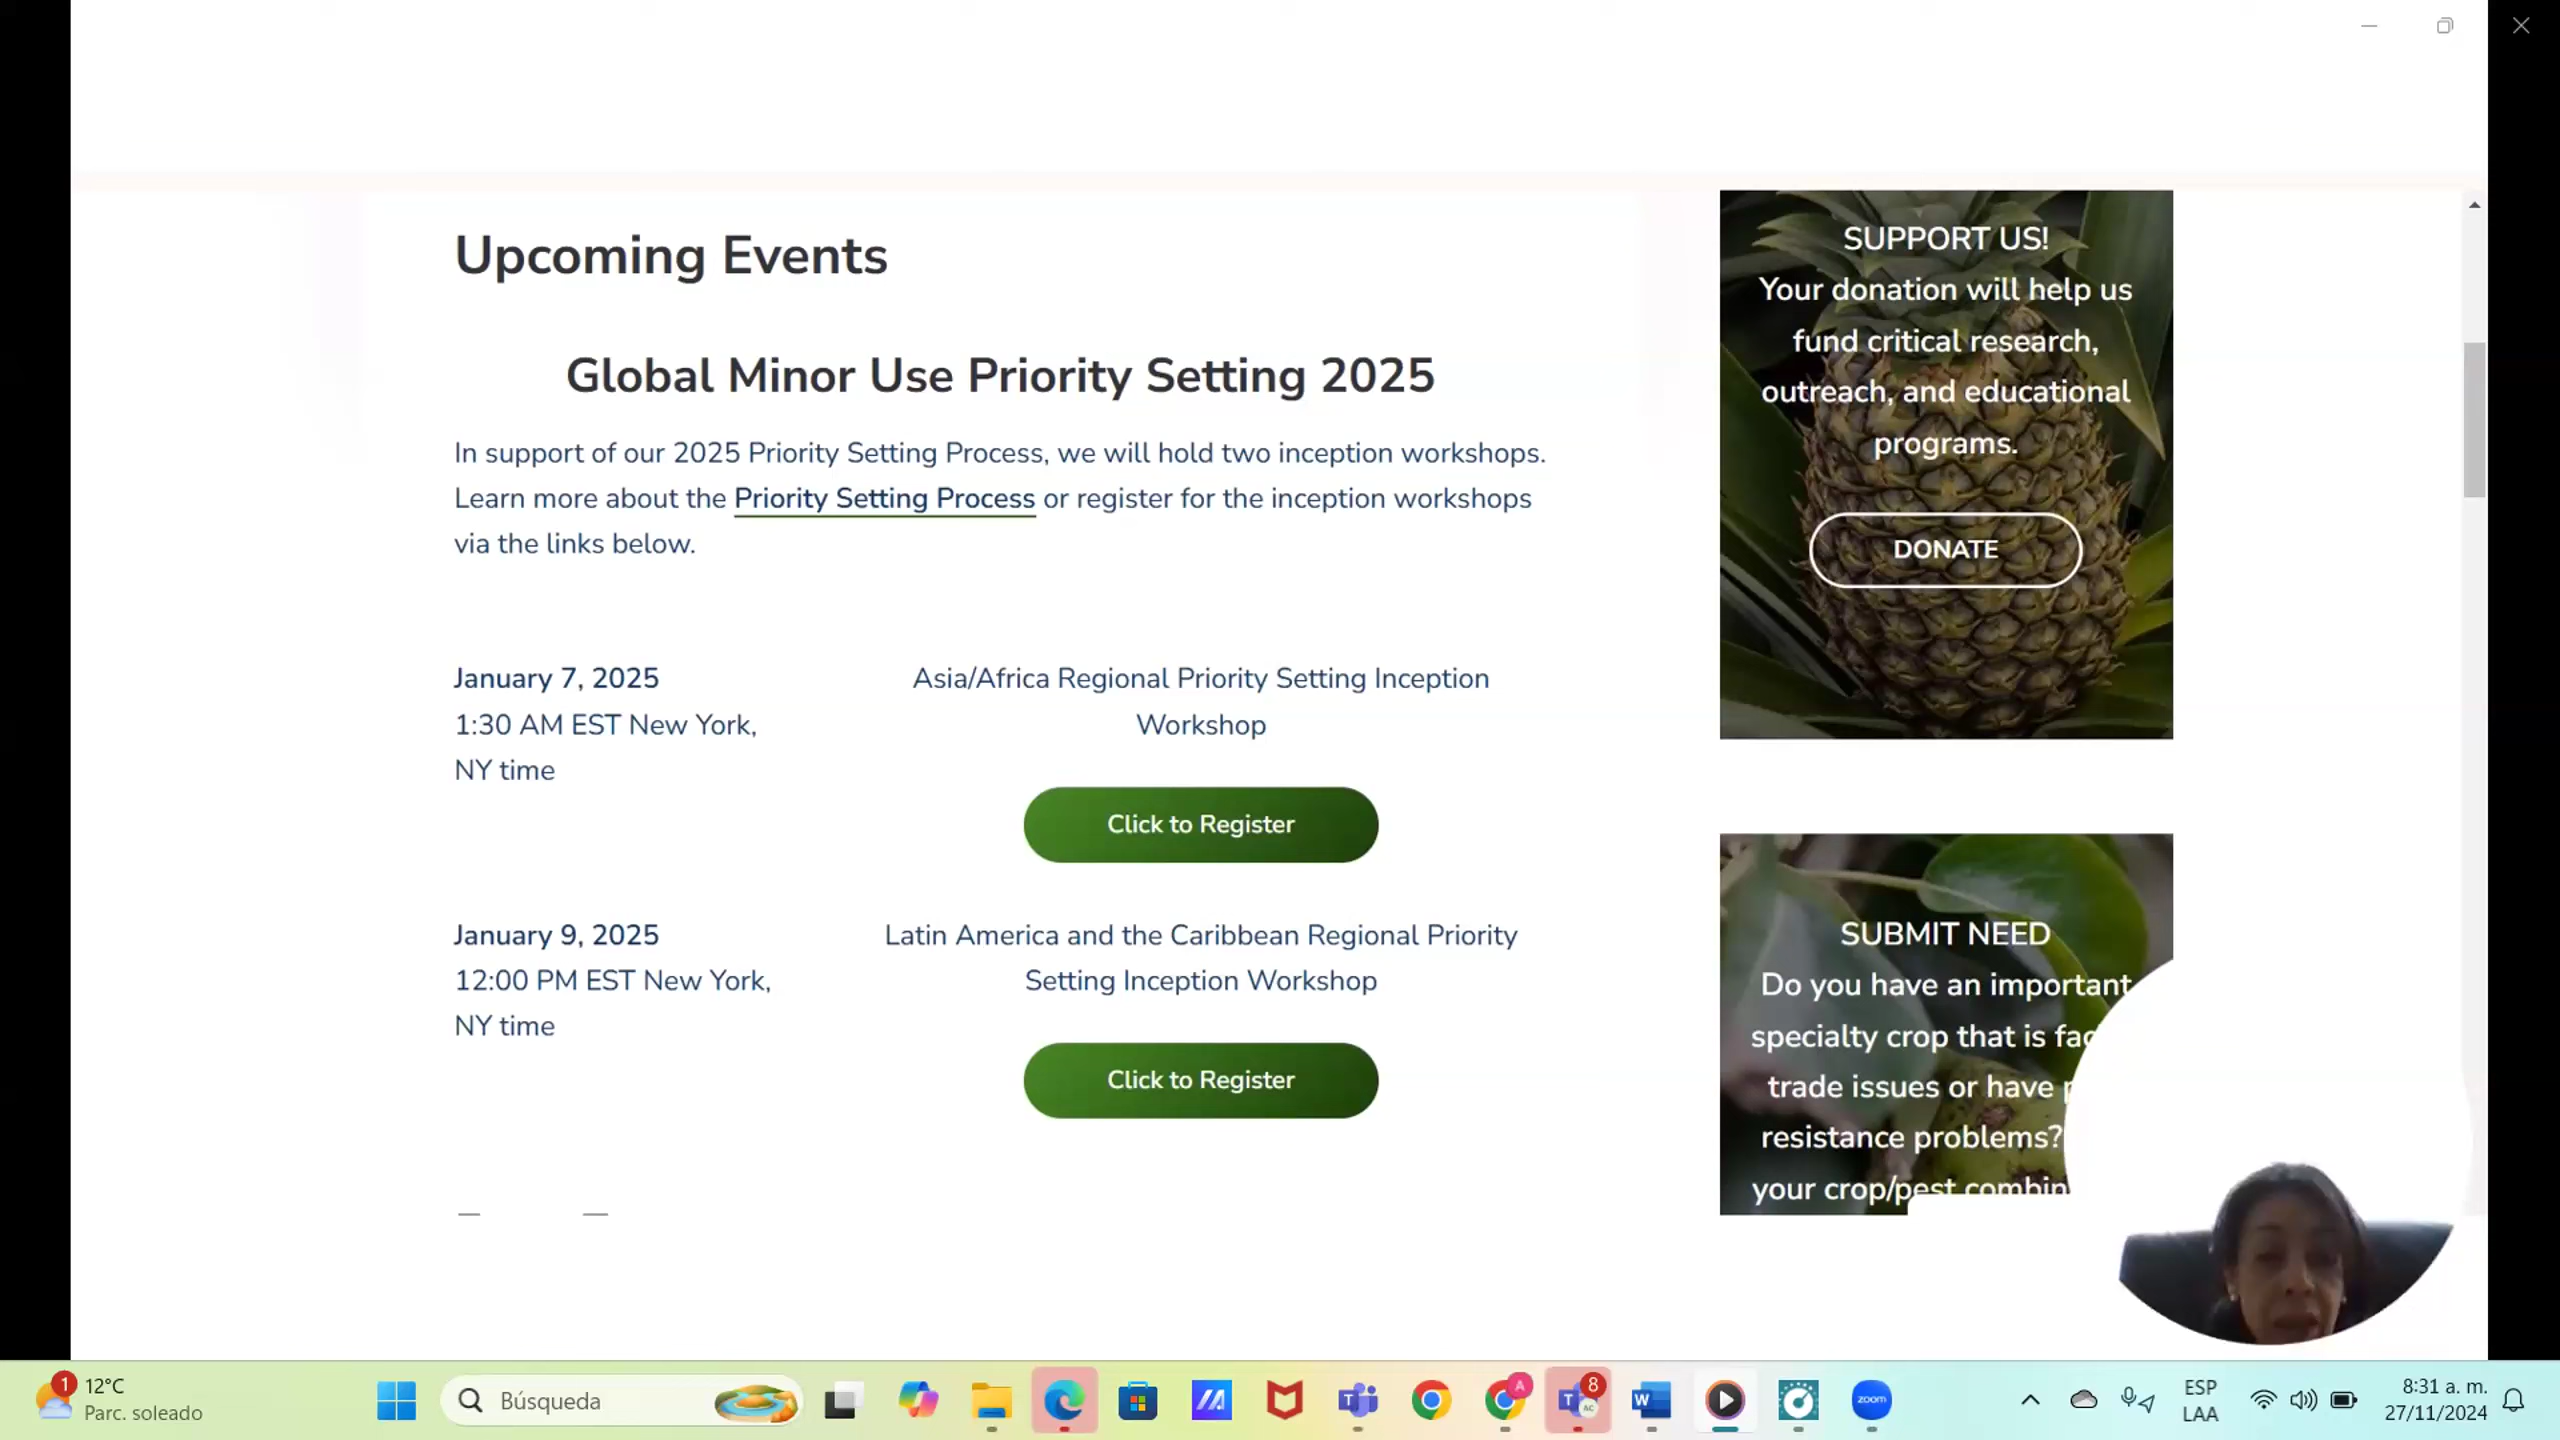 Upcoming Events
Global Minor Use Priority Setting 2025
In support of our 2025 Priority Setting Process, we will hold two inception workshops.
Learn more about the Priority Setting Process or register for the inception workshops
via the links below.
January 7, 2025
1:30 AM EST New York,
NY time
Asia/Africa Regional Priority Setting Inception
Workshop
Click to Register
January 9, 2025
12:00 PM EST New York,
NY time
Latin America and the Caribbean Regional Priority
Setting Inception Workshop
Click to Register
SUPPORT US!
Your donation will help us
fund critical research,
outreach, and educational
programs.
DONATE
SUBMIT NEED
Do you have an important
specialty crop that is
trade issues or have
resistance problems?
your crop/pest
1
12°C
Parc. soleado
Búsqueda
A
8
T
AC
T
W
zoom
ESP
LAA
8:31 a. m.
27/11/2024